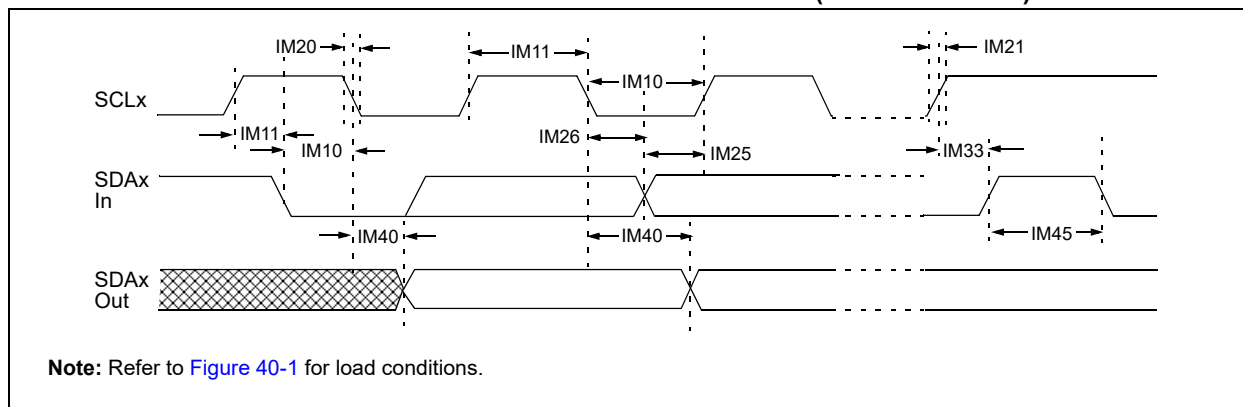 IM20
IM11
IM21
IM10
SCLx
IM11
IM26
IM10
IM25
IM33
SDAx
In
IM40
IM40
IM45
SDAx
Out
Note: Refer to Figure 40-1 for load conditions.